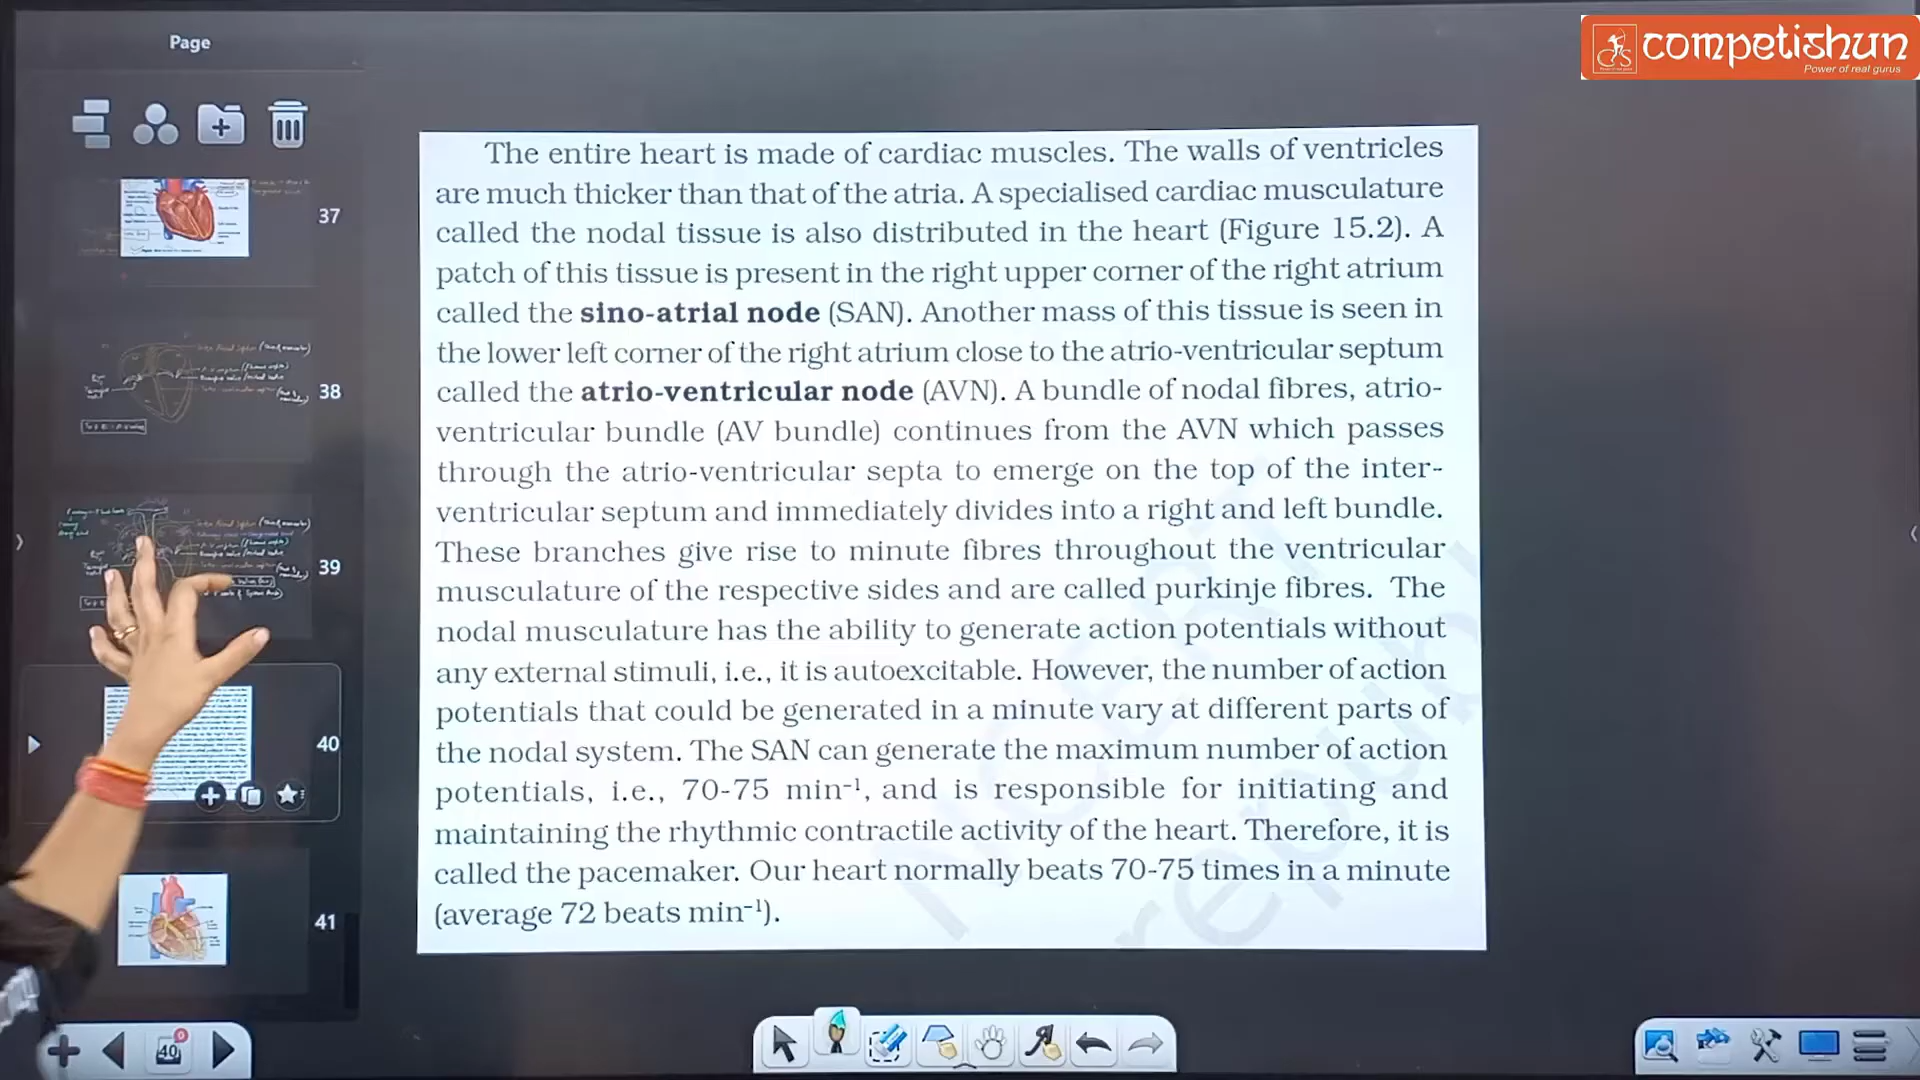 Page
competishun
Power of real gurus
37
38
39
40
41
The entire heart is made of cardiac muscles. The walls of ventricles
are much thicker than that of the atria. A specialised cardiac musculature
called the nodal tissue is also distributed in the heart (Figure 15.2). A
patch of this tissue is present in the right upper corner of the right atrium
called the sino-atrial node (SAN). Another mass of this tissue is seen in
the lower left corner of the right atrium close to the atrio-ventricular septum
called the atrio-ventricular node (AVN). A bundle of nodal fibres, atrio-
ventricular bundle (AV bundle) continues from the AVN which passes
through the atrio-ventricular septa to emerge on the top of the inter-
ventricular septum and immediately divides into a right and left bundle.
These branches give rise to minute fibres throughout the ventricular
musculature of the respective sides and are called purkinje fibres. The
nodal musculature has the ability to generate action potentials without
any external stimuli, i.e., it is autoexcitable. However, the number of action
potentials that could be generated in a minute vary at different parts of
the nodal system. The SAN can generate the maximum number of action
potentials, i.e., 70-75 min⁻¹, and is responsible for initiating and
maintaining the rhythmic contractile activity of the heart. Therefore, it is
called the pacemaker. Our heart normally beats 70-75 times in a minute
(average 72 beats min⁻¹).
40